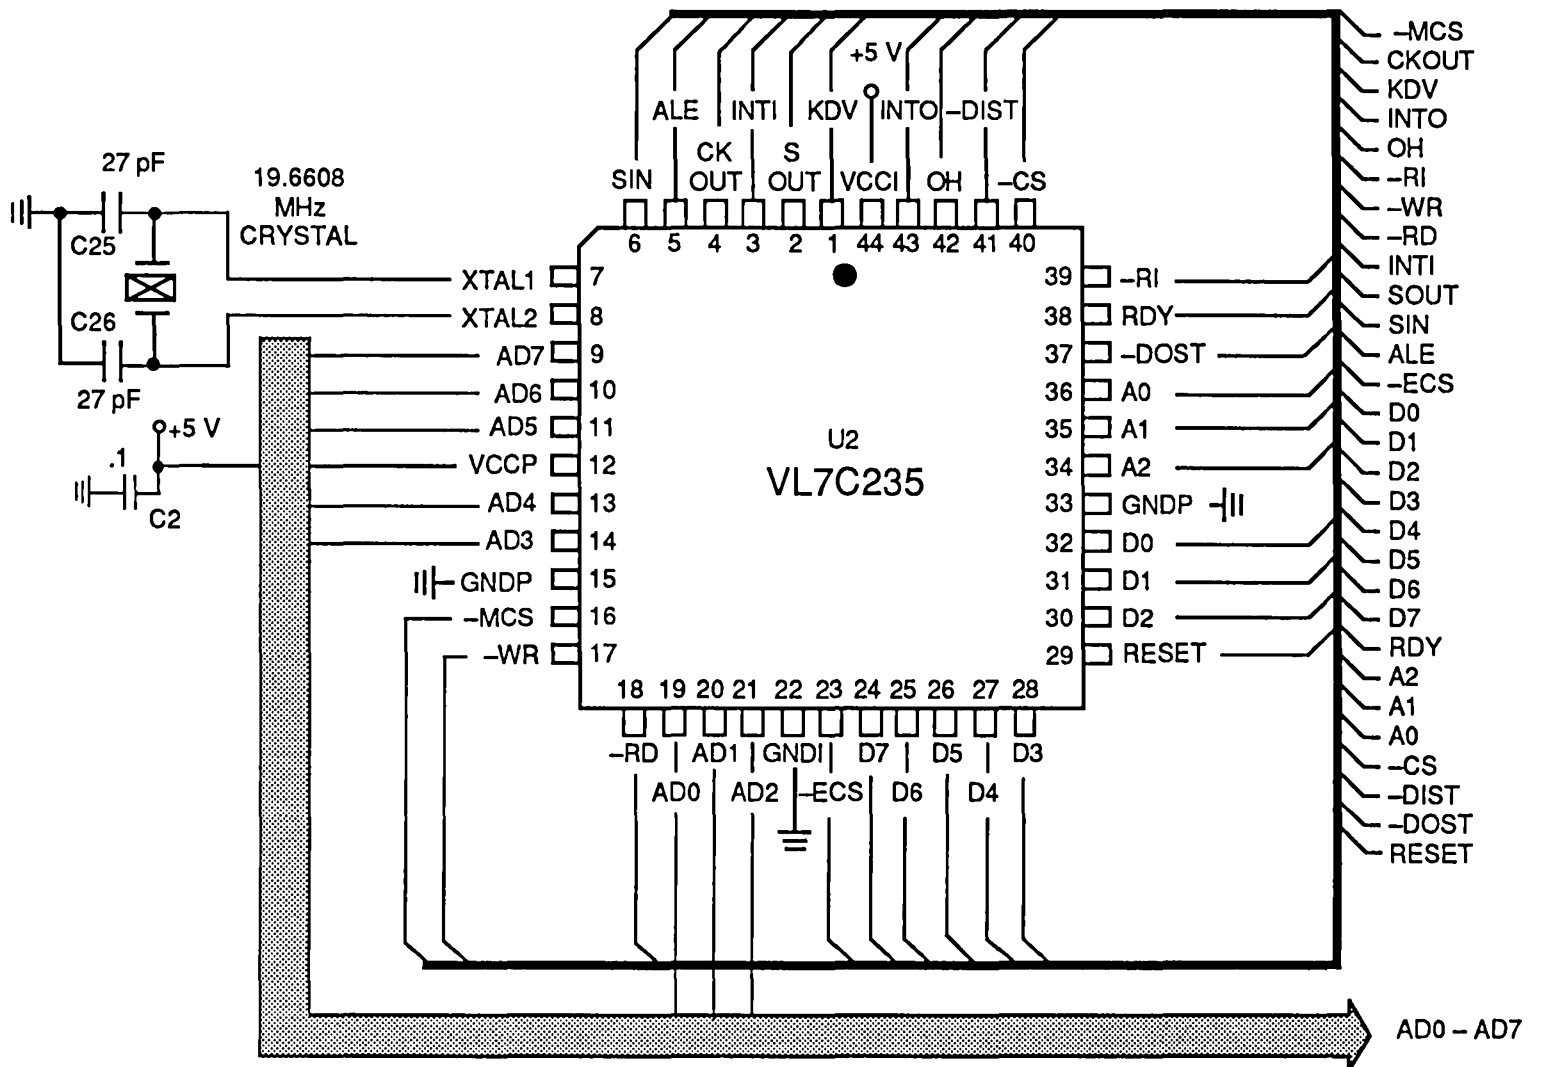 +5 V
ALE INTI KDV INTO -DIST
CK
OUT
S
OUT
SIN VCCI OH -CS
6 5 4 3 2 1 44 43 42 41 40
27 pF
C25
19.6608
MHz
CRYSTAL
C26
27 pF
+5 V
.1
C2
XTAL1 7
XTAL2 8
AD7 9
AD6 10
AD5 11
VCCP 12
AD4 13
AD3 14
GNDP 15
-MCS 16
-WR 17
U2
VL7C235
39 -RI
38 RDY
37 -DOST
36 A0
35 A1
34 A2
33 GNDP
32 D0
31 D1
30 D2
29 RESET
18 19 20 21 22 23 24 25 26 27 28
-RD AD1 GNDI D7 D5 D3
AD0 AD2 -ECS D6 D4
-MCS
CKOUT
KDV
INTO
OH
-RI
-WR
-RD
INTI
SOUT
SIN
ALE
-ECS
D0
D1
D2
D3
D4
D5
D6
D7
RDY
A2
A1
A0
-CS
-DIST
-DOST
RESET
AD0 – AD7